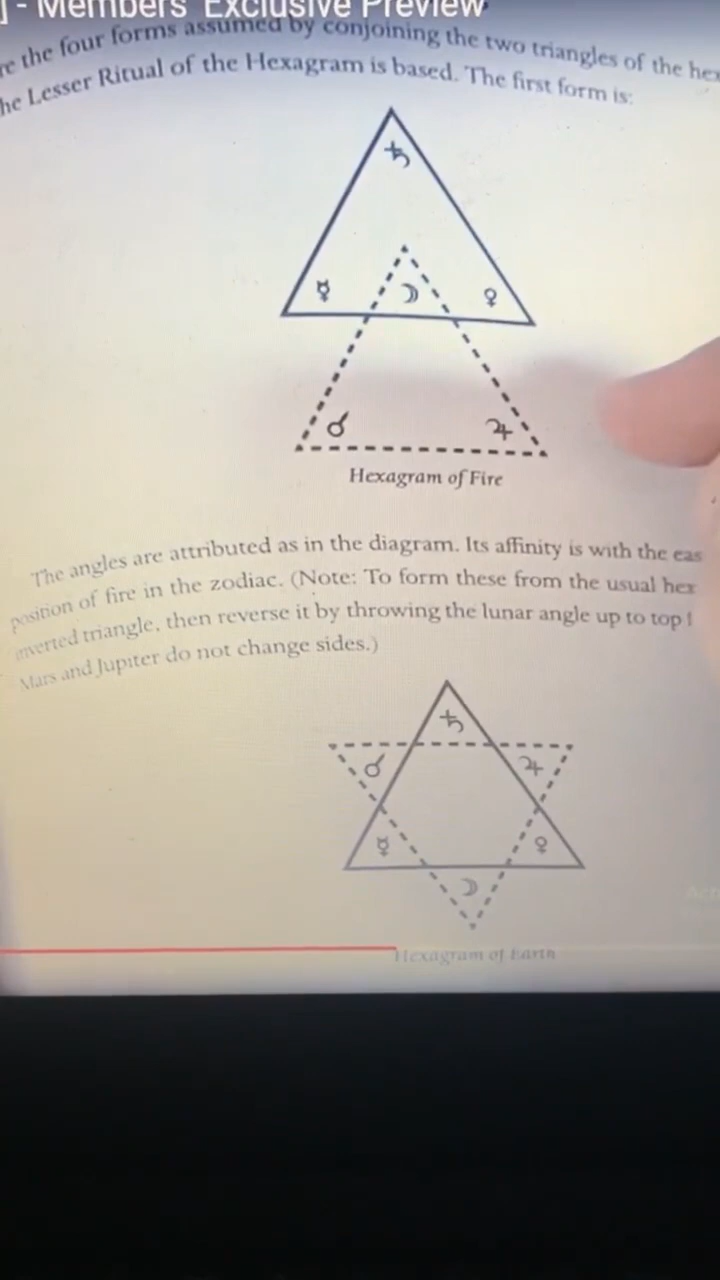 ] - Members' Exclusive Preview
the four forms assumed by conjoining the two triangles of the hex
he Lesser Ritual of the Hexagram is based. The first form is:
♄
☿ ☽ ♀
♂ ♃
Hexagram of Fire
The angles are attributed as in the diagram. Its affinity is with the eas
position of fire in the zodiac. (Note: To form these from the usual hex
inverted triangle, then reverse it by throwing the lunar angle up to top
Mars and Jupiter do not change sides.)
♄
♂ ♃
☿ ♀
☽
Hexagram of Earth